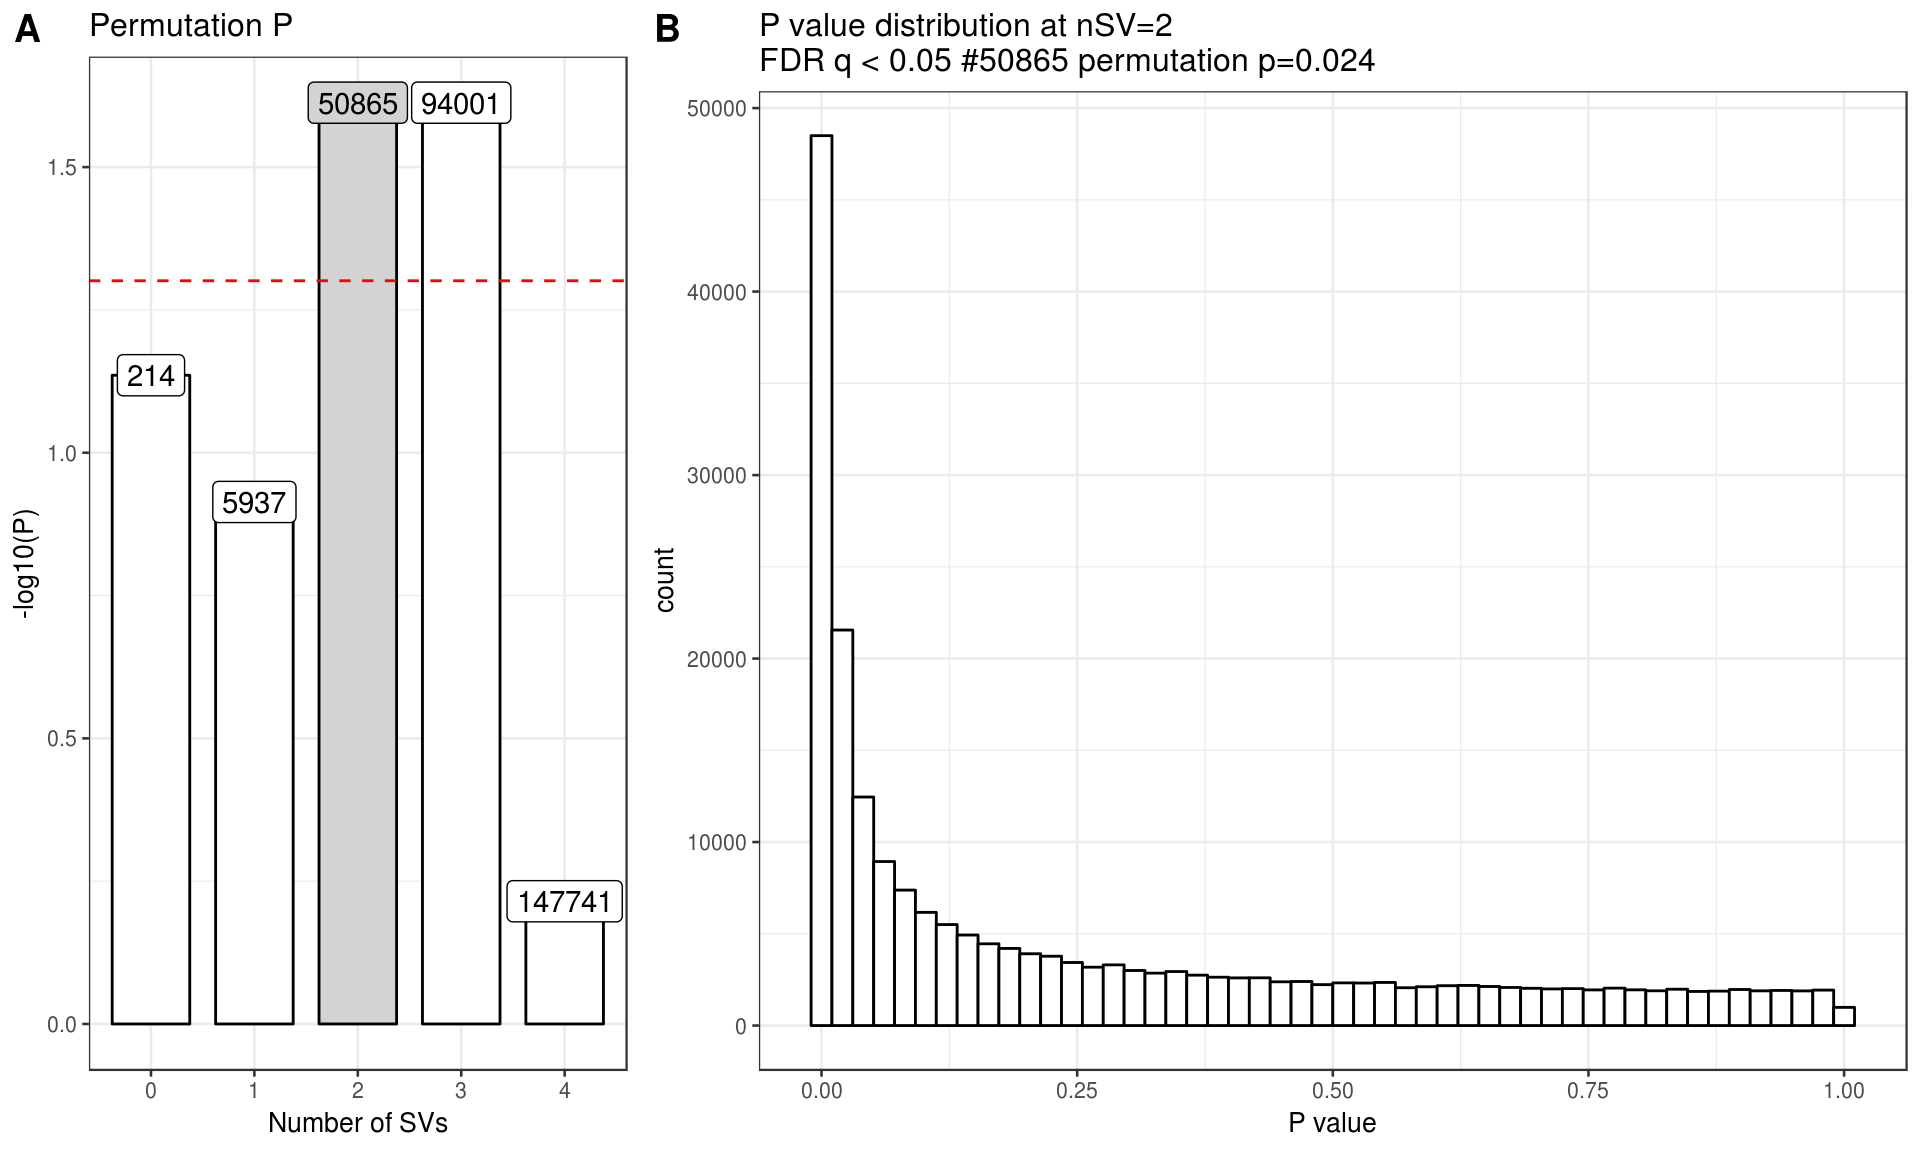 A
Permutation P
50865
94001
214
5937
147741
1.5
1.0
0.5
0.0
-log10(P)
0 1 2 3 4
Number of SVs
B
P value distribution at nSV=2
FDR q < 0.05 #50865 permutation p=0.024
50000
40000
30000
20000
10000
0
count
0.00 0.25 0.50 0.75 1.00
P value